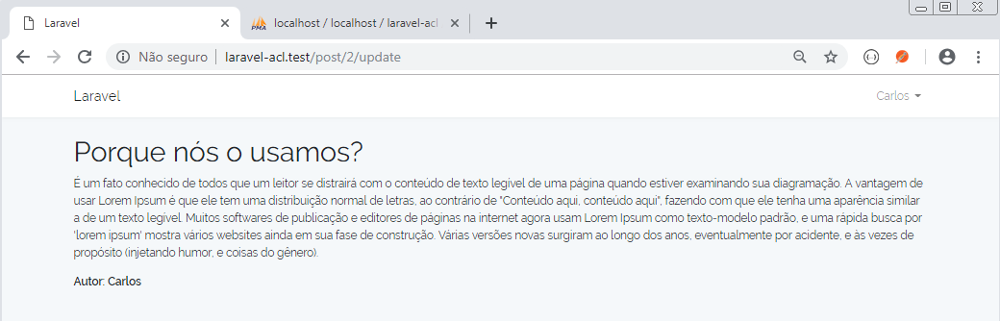 Laravel
PMA
localhost / localhost / laravel-acl
Não seguro | laravel-acl.test/post/2/update
Laravel
Carlos
Porque nós o usamos?
É um fato conhecido de todos que um leitor se distrairá com o conteúdo de texto legível de uma página quando estiver examinando sua diagramação. A vantagem de
usar Lorem Ipsum é que ele tem uma distribuição normal de letras, ao contrário de "Conteúdo aqui, conteúdo aqui", fazendo com que ele tenha uma aparência similar
a de um texto legível. Muitos softwares de publicação e editores de páginas na internet agora usam Lorem Ipsum como texto-modelo padrão, e uma rápida busca por
'lorem ipsum' mostra vários websites ainda em sua fase de construção. Várias versões novas surgiram ao longo dos anos, eventualmente por acidente, e às vezes de
propósito (injetando humor, e coisas do gênero).
Autor: Carlos